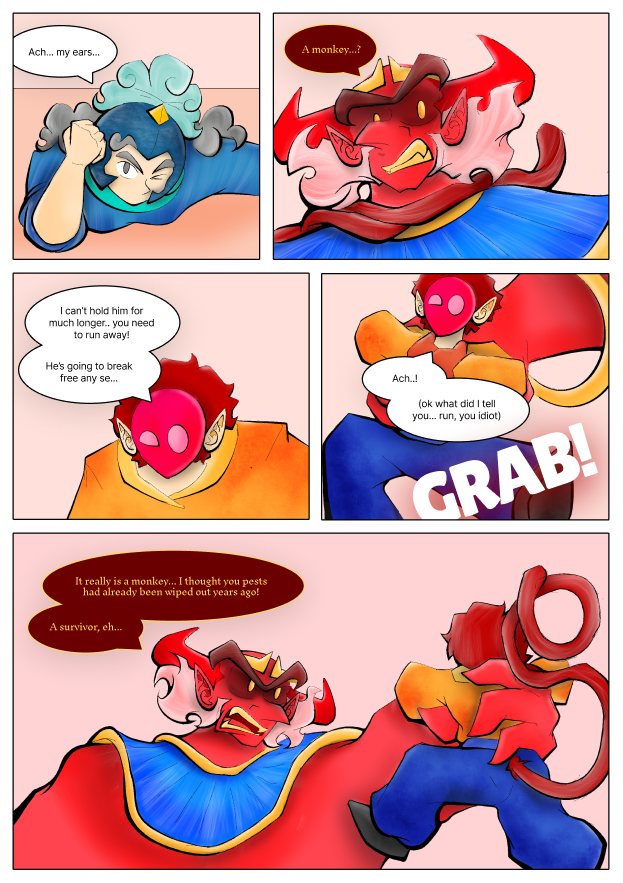 Ach... my ears...
A monkey...?
I can't hold him for
much longer.. you need
to run away!
He's going to break
free any se...
Ach..!
(ok what did I tell
you... run, you idiot)
GRAB!
It really is a monkey... I thought you pests
had already been wiped out years ago!
A survivor, eh...